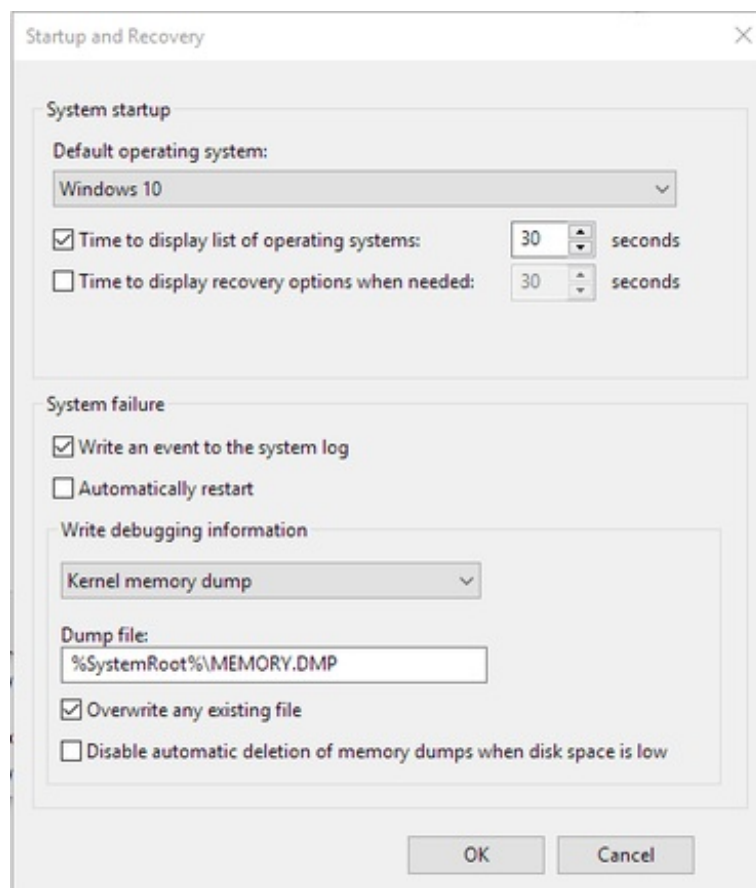 Startup and Recovery
System startup
Default operating system:
Windows 10
Time to display list of operating systems: 30 seconds
Time to display recovery options when needed: 30 seconds
System failure
Write an event to the system log
Automatically restart
Write debugging information
Kernel memory dump
Dump file:
%SystemRoot%\MEMORY.DMP
Overwrite any existing file
Disable automatic deletion of memory dumps when disk space is low
OK Cancel